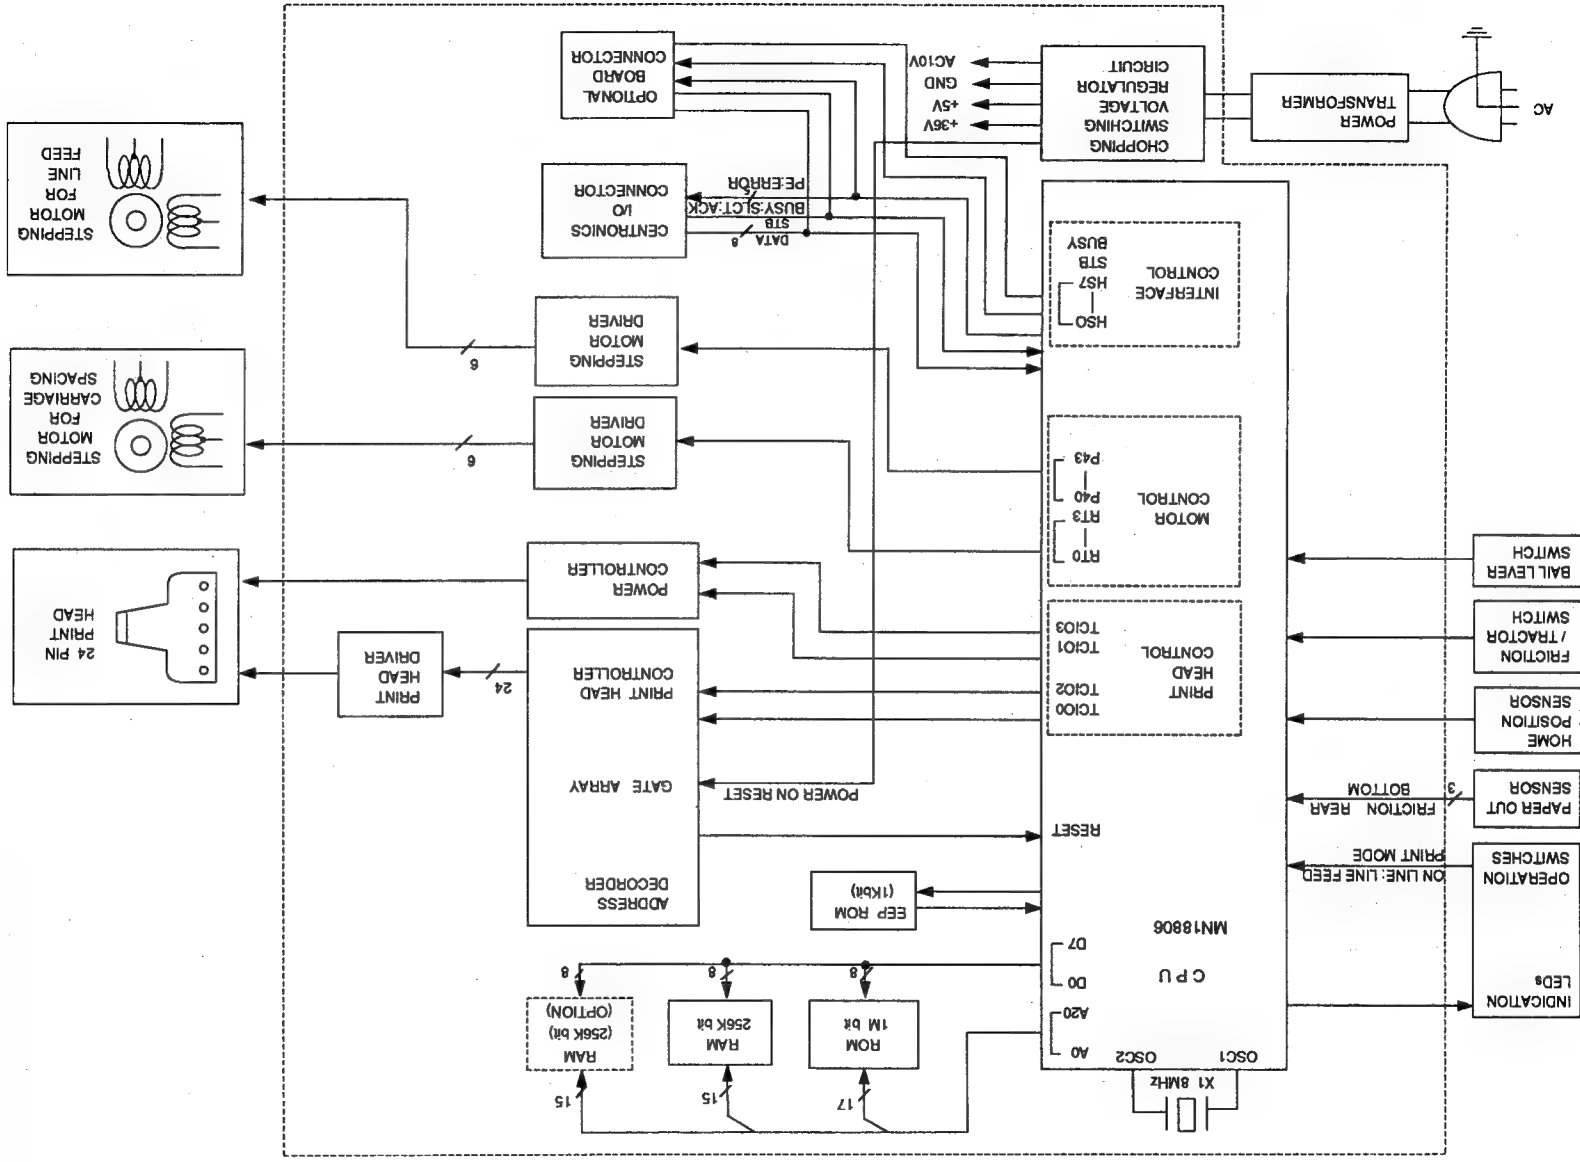 X1 8MHz
OSC1
OSC2
INDICATION
LEDs
OPERATION
SWITCHES
ON LINE: LINE FEED
PRINT MODE
PAPER OUT
SENSOR
3
FRICTION REAR
BOTTOM
HOME
POSITION
SENSOR
FRICTION
/ TRACTOR
SWITCH
BAIL LEVER
SWITCH
CPU
MN18806
A0
A20
D0
D7
RESET
PRINT
HEAD
CONTROL
TCIO0
TCIO2
TCIO1
TCIO3
MOTOR
CONTROL
RT0
RT3
P40
P43
INTERFACE
CONTROL
HSO
HS7
STB
BUSY
17
15
15
ROM
1M bit
RAM
256K bit
RAM
(256K bit)
(OPTION)
8
8
8
EEP ROM
(1Kbit)
ADDRESS
DECORDER
GATE ARRAY
PRINT HEAD
CONTROLLER
POWER ON RESET
24
PRINT
HEAD
DRIVER
24 PIN
PRINT
HEAD
POWER
CONTROLLER
STEPPING
MOTOR
DRIVER
6
STEPPING
MOTOR
FOR
CARRIAGE
SPACING
STEPPING
MOTOR
DRIVER
6
STEPPING
MOTOR
FOR
LINE
FEED
CENTRONICS
I/O
CONNECTOR
DATA 8
STB
BUSY:SLCT:ACK
5
PE:ERROR
OPTIONAL
BOARD
CONNECTOR
AC
POWER
TRANSFORMER
CHOPPING
SWITCHING
VOLTAGE
REGULATOR
CIRCUIT
+36V
+5V
GND
AC10V